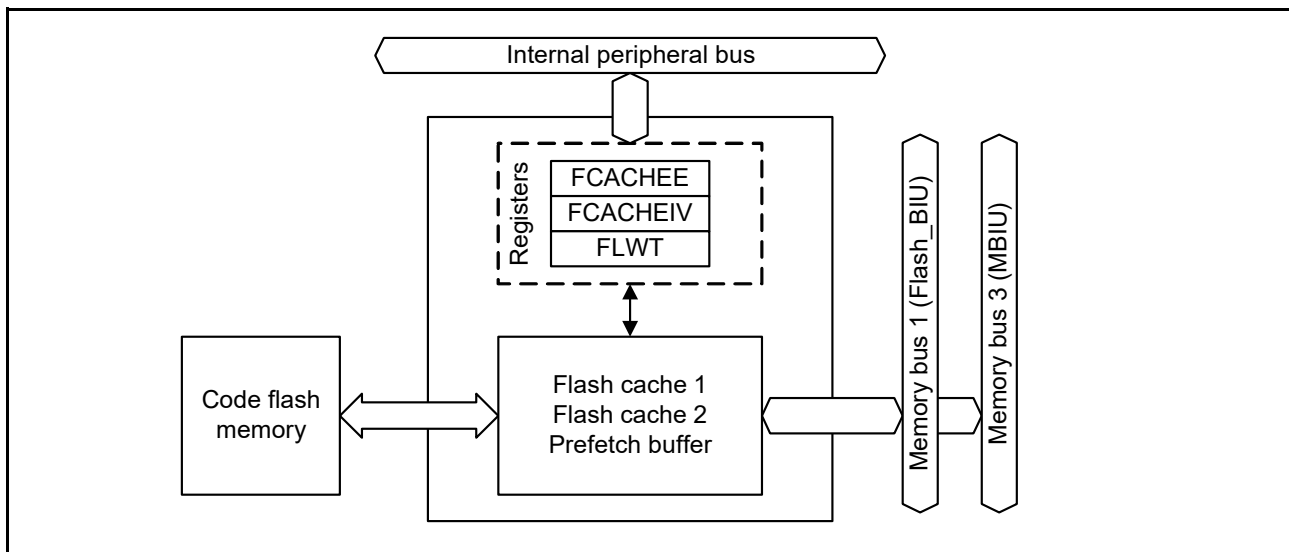 Internal peripheral bus
Registers
FCACHEE
FCACHEIV
FLWT
Code flash
memory
Flash cache 1
Flash cache 2
Prefetch buffer
Memory bus 1 (Flash_BIU)
Memory bus 3 (MBIU)